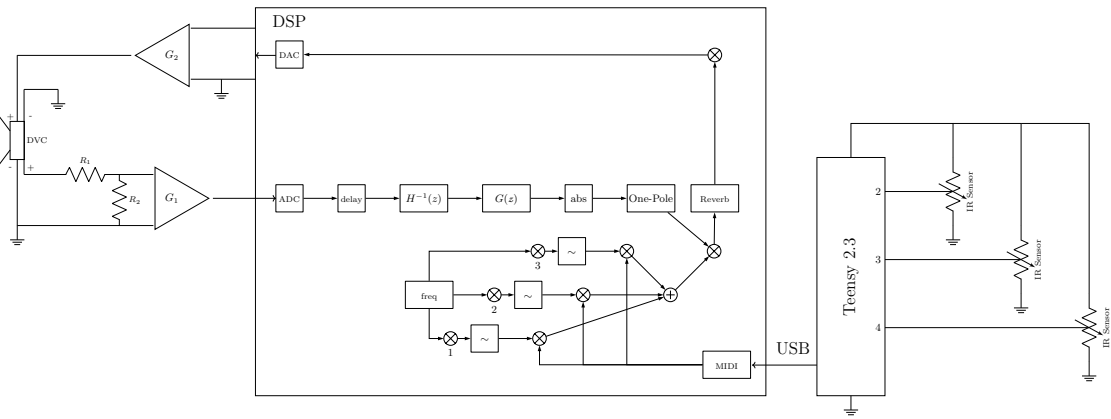 DSP
G2
DAC
+
-
DVC
-
+
R1
R2
G1
ADC
delay
H⁻¹(z)
G(z)
abs
One-Pole
Reverb
~
3
freq
~
2
+
~
1
MIDI
USB
Teensy 2.3
2
3
4
IR Sensor
IR Sensor
IR Sensor